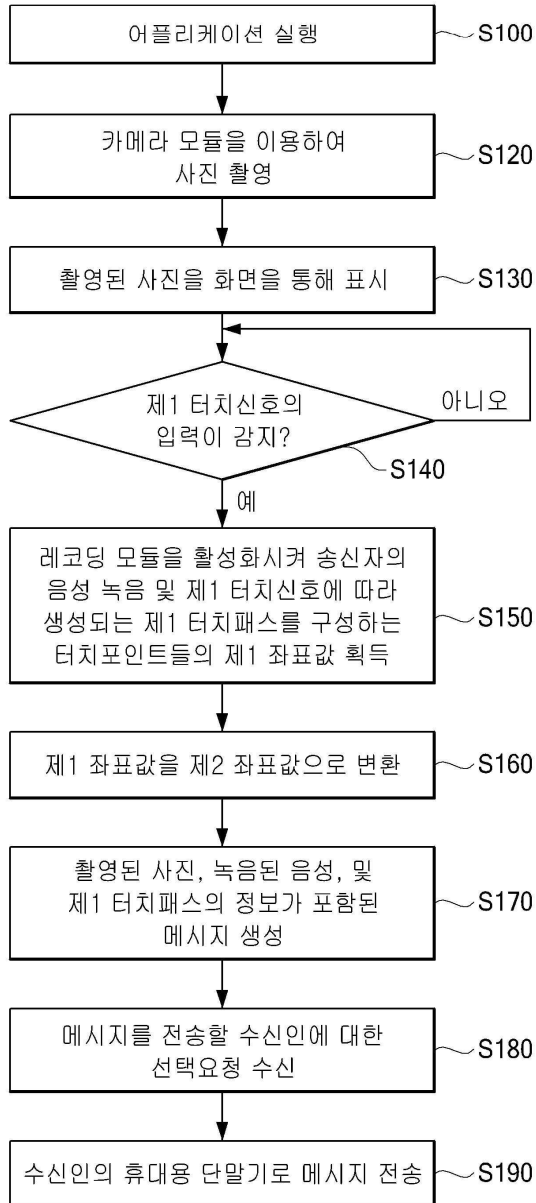 어플리케이션 실행
S100
카메라 모듈을 이용하여
사진 촬영
S120
촬영된 사진을 화면을 통해 표시
S130
제1 터치신호의
입력이 감지?
아니오
S140
예
레코딩 모듈을 활성화시켜 송신자의
음성 녹음 및 제1 터치신호에 따라
생성되는 제1 터치패스를 구성하는
터치포인트들의 제1 좌표값 획득
S150
제1 좌표값을 제2 좌표값으로 변환
S160
촬영된 사진, 녹음된 음성, 및
제1 터치패스의 정보가 포함된
메시지 생성
S170
메시지를 전송할 수신인에 대한
선택요청 수신
S180
수신인의 휴대용 단말기로 메시지 전송
S190